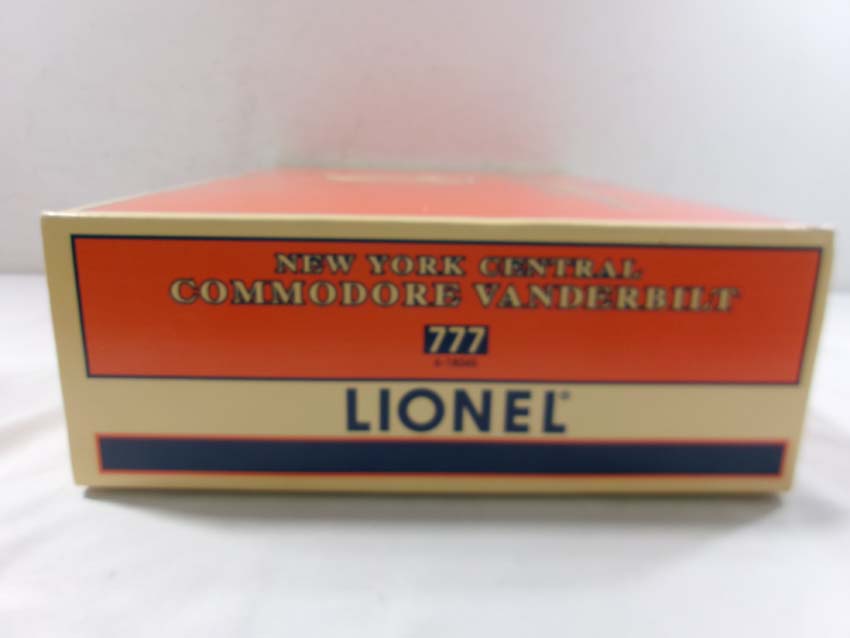 NEW YORK CENTRAL
COMMODORE VANDERBILT
777
LIONEL®